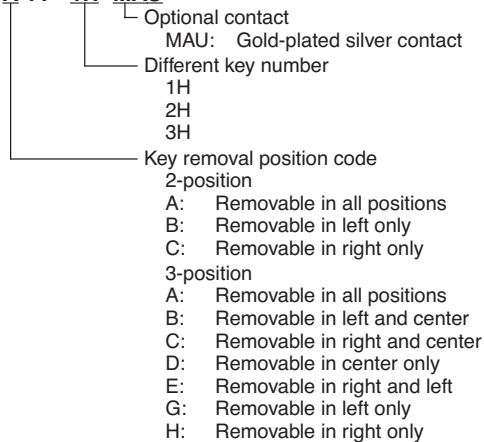 Optional contact
MAU: Gold-plated silver contact
Different key number
1H
2H
3H
Key removal position code
2-position
A: Removable in all positions
B: Removable in left only
C: Removable in right only
3-position
A: Removable in all positions
B: Removable in left and center
C: Removable in right and center
D: Removable in center only
E: Removable in right and left
G: Removable in left only
H: Removable in right only